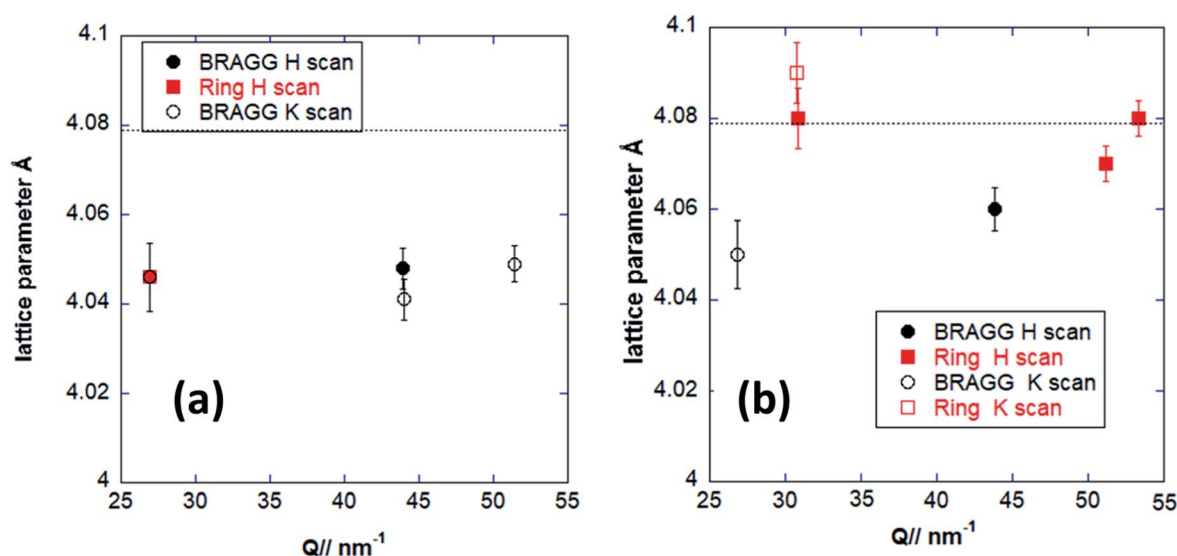 4.1
4.08
4.06
4.04
4.02
4
lattice parameter Å
BRAGG H scan
Ring H scan
BRAGG K scan
(a)
25 30 35 40 45 50 55
Q// nm-1
4.1
4.08
4.06
4.04
4.02
4
lattice parameter Å
BRAGG H scan
Ring H scan
BRAGG K scan
Ring K scan
(b)
25 30 35 40 45 50 55
Q// nm-1